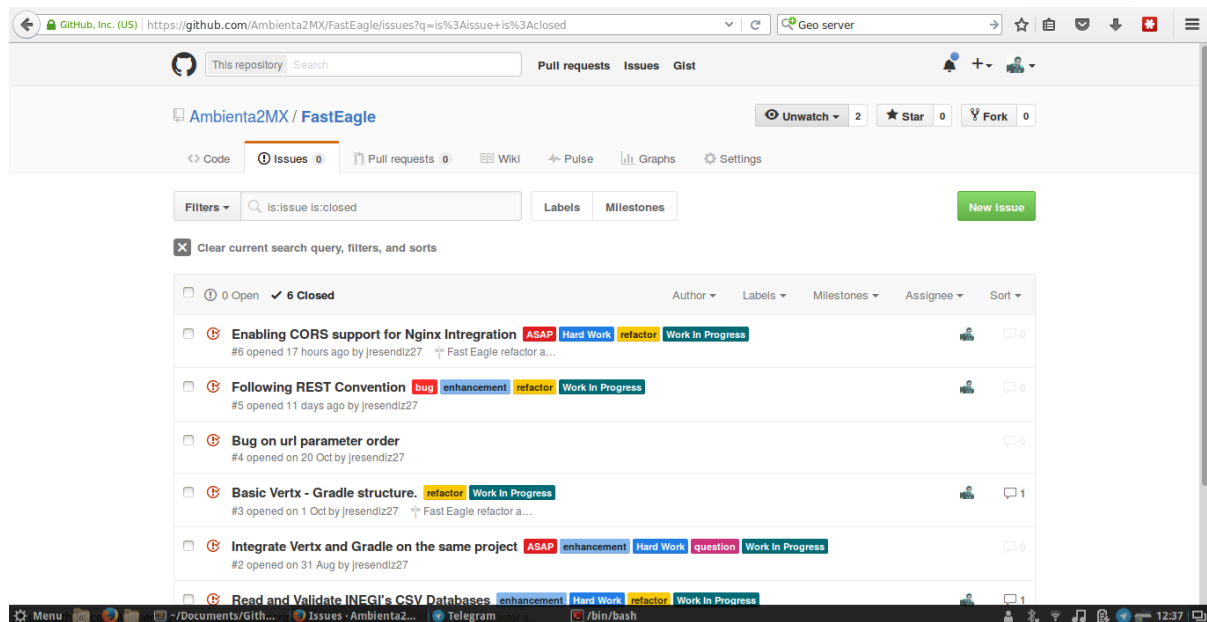 GitHub, Inc. (US) https://github.com/Ambienta2MX/FastEagle/issues?q=is%3Aissue+is%3Aclosed Geo server
This repository Search Pull requests Issues Gist
Ambienta2MX / FastEagle Unwatch 2 Star 0 Fork 0
Code Issues 0 Pull requests 0 Wiki Pulse Graphs Settings
Filters is:issue is:closed Labels Milestones New Issue
Clear current search query, filters, and sorts
0 Open 6 Closed Author Labels Milestones Assignee Sort
Enabling CORS support for Nginx Intregration ASAP Hard Work refactor Work In Progress 0
#6 opened 17 hours ago by jresendiz27 Fast Eagle refactor a...
Following REST Convention bug enhancement refactor Work In Progress 0
#5 opened 11 days ago by jresendiz27
Bug on url parameter order 0
#4 opened on 20 Oct by jresendiz27
Basic Vertx - Gradle structure. refactor Work In Progress 1
#3 opened on 1 Oct by jresendiz27 Fast Eagle refactor a...
Integrate Vertx and Gradle on the same project ASAP enhancement Hard Work question Work In Progress 0
#2 opened on 31 Aug by jresendiz27
Read and Validate INEGI's CSV Databases enhancement Hard Work refactor Work In Progress 1
Menu ~/Documents/Gith... Issues · Ambienta2... Telegram /bin/bash 12:37